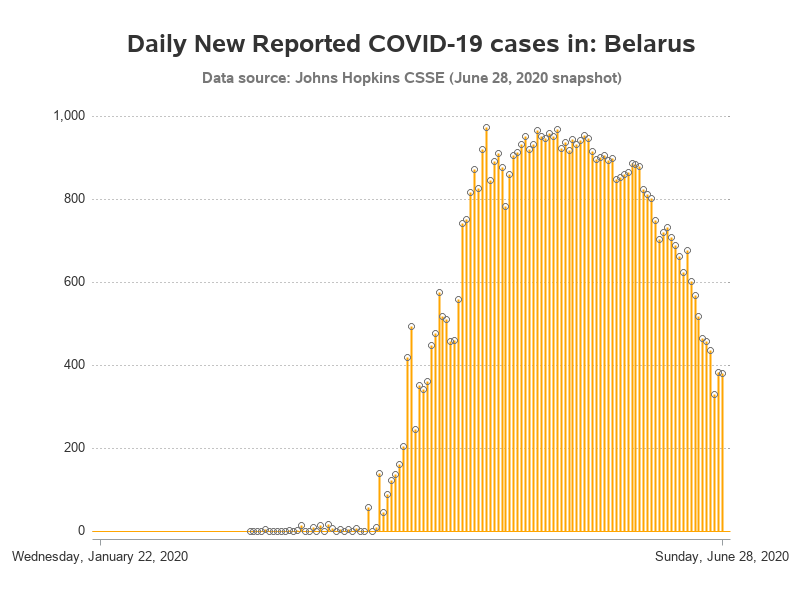 Daily New Reported COVID-19 cases in: Belarus
Data source: Johns Hopkins CSSE (June 28, 2020 snapshot)
1,000
800
600
400
200
0
Wednesday, January 22, 2020
Sunday, June 28, 2020